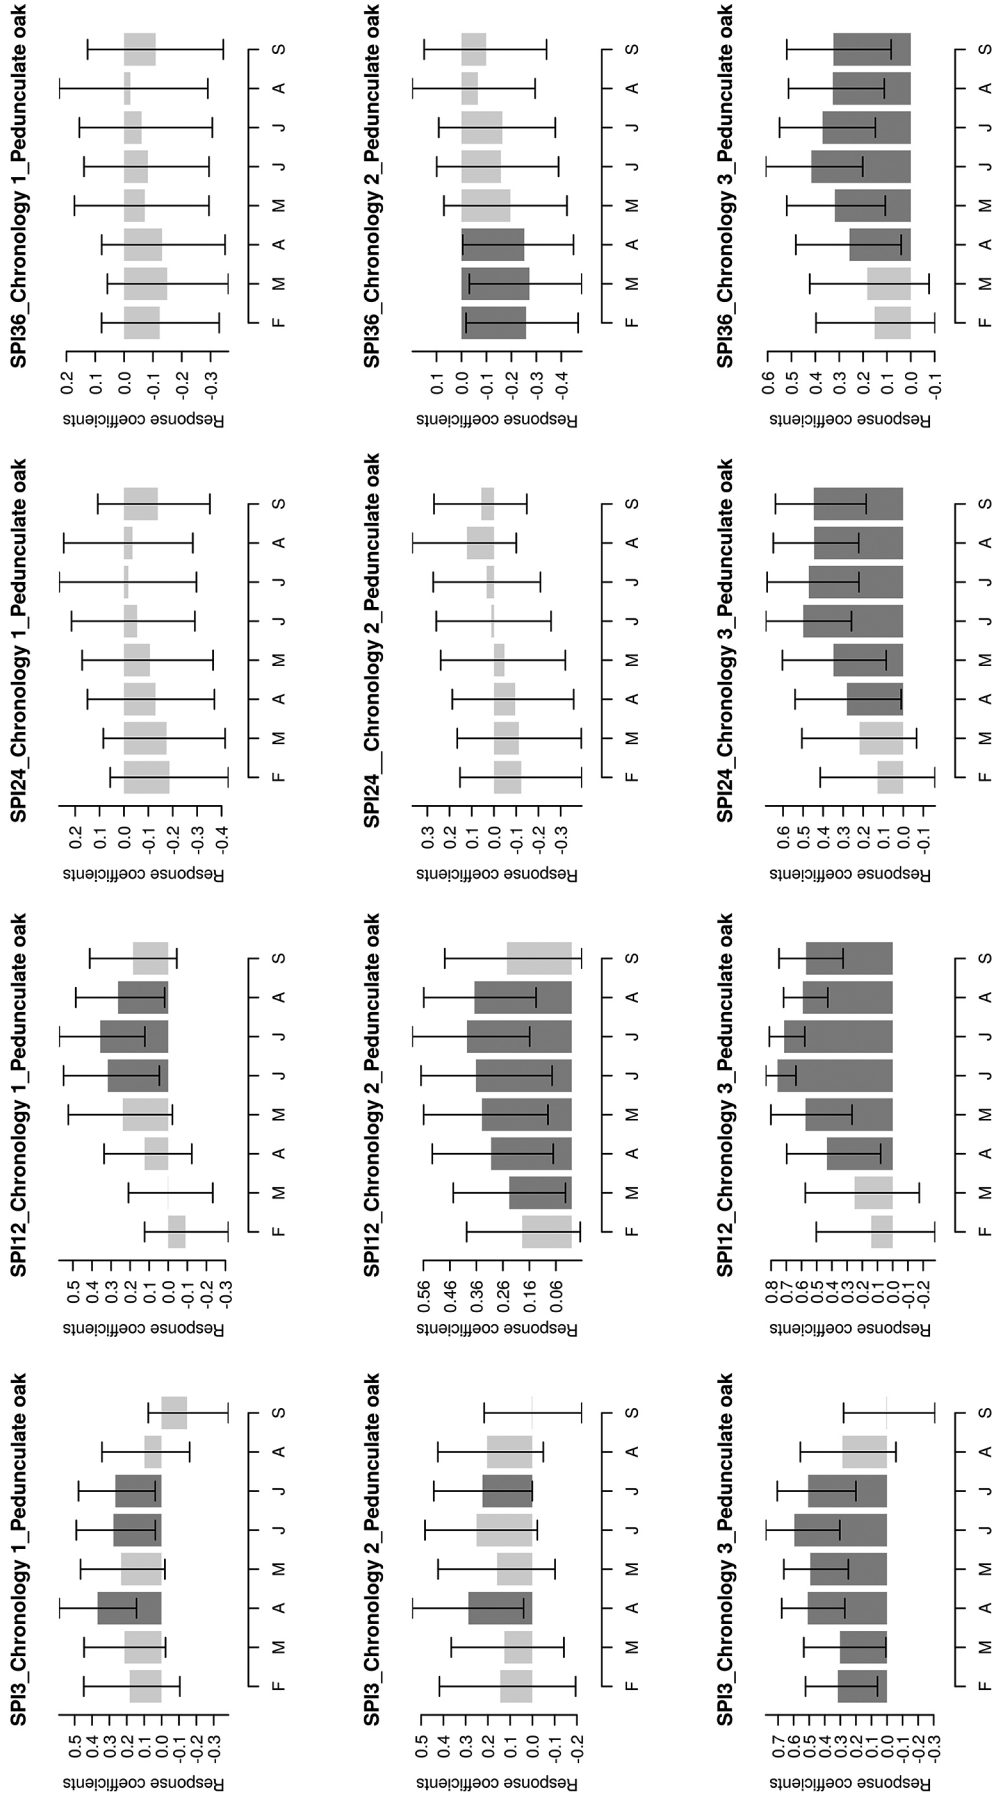 SPI3_Chronology 1_Pedunculate oak
Response coefficients
0.5
0.4
0.3
0.2
0.1
0.0
-0.1
-0.2
-0.3
F M A M J J A S
SPI12_Chronology 1_Pedunculate oak
Response coefficients
0.5
0.4
0.3
0.2
0.1
0.0
-0.1
-0.2
-0.3
F M A M J J A S
SPI24_Chronology 1_Pedunculate oak
Response coefficients
0.2
0.1
0.0
-0.1
-0.2
-0.3
-0.4
F M A M J J A S
SPI36_Chronology 1_Pedunculate oak
Response coefficients
0.2
0.1
0.0
-0.1
-0.2
-0.3
F M A M J J A S
SPI3_Chronology 2_Pedunculate oak
Response coefficients
0.5
0.4
0.3
0.2
0.1
0.0
-0.1
-0.2
F M A M J J A S
SPI12_Chronology 2_Pedunculate oak
Response coefficients
0.56
0.46
0.36
0.26
0.16
0.06
F M A M J J A S
SPI24__Chronology 2_Pedunculate oak
Response coefficients
0.3
0.2
0.1
0.0
-0.1
-0.2
-0.3
F M A M J J A S
SPI36_Chronology 2_Pedunculate oak
Response coefficients
0.1
0.0
-0.1
-0.2
-0.3
-0.4
F M A M J J A S
SPI3_Chronology 3_Pedunculate oak
Response coefficients
0.7
0.6
0.5
0.4
0.3
0.2
0.1
0.0
-0.1
-0.2
-0.3
F M A M J J A S
SPI12_Chronology 3_Pedunculate oak
Response coefficients
0.8
0.7
0.6
0.5
0.4
0.3
0.2
0.1
0.0
-0.1
-0.2
F M A M J J A S
SPI24_Chronology 3_Pedunculate oak
Response coefficients
0.6
0.5
0.4
0.3
0.2
0.1
0.0
-0.1
F M A M J J A S
SPI36_Chronology 3_Pedunculate oak
Response coefficients
0.6
0.5
0.4
0.3
0.2
0.1
0.0
-0.1
F M A M J J A S